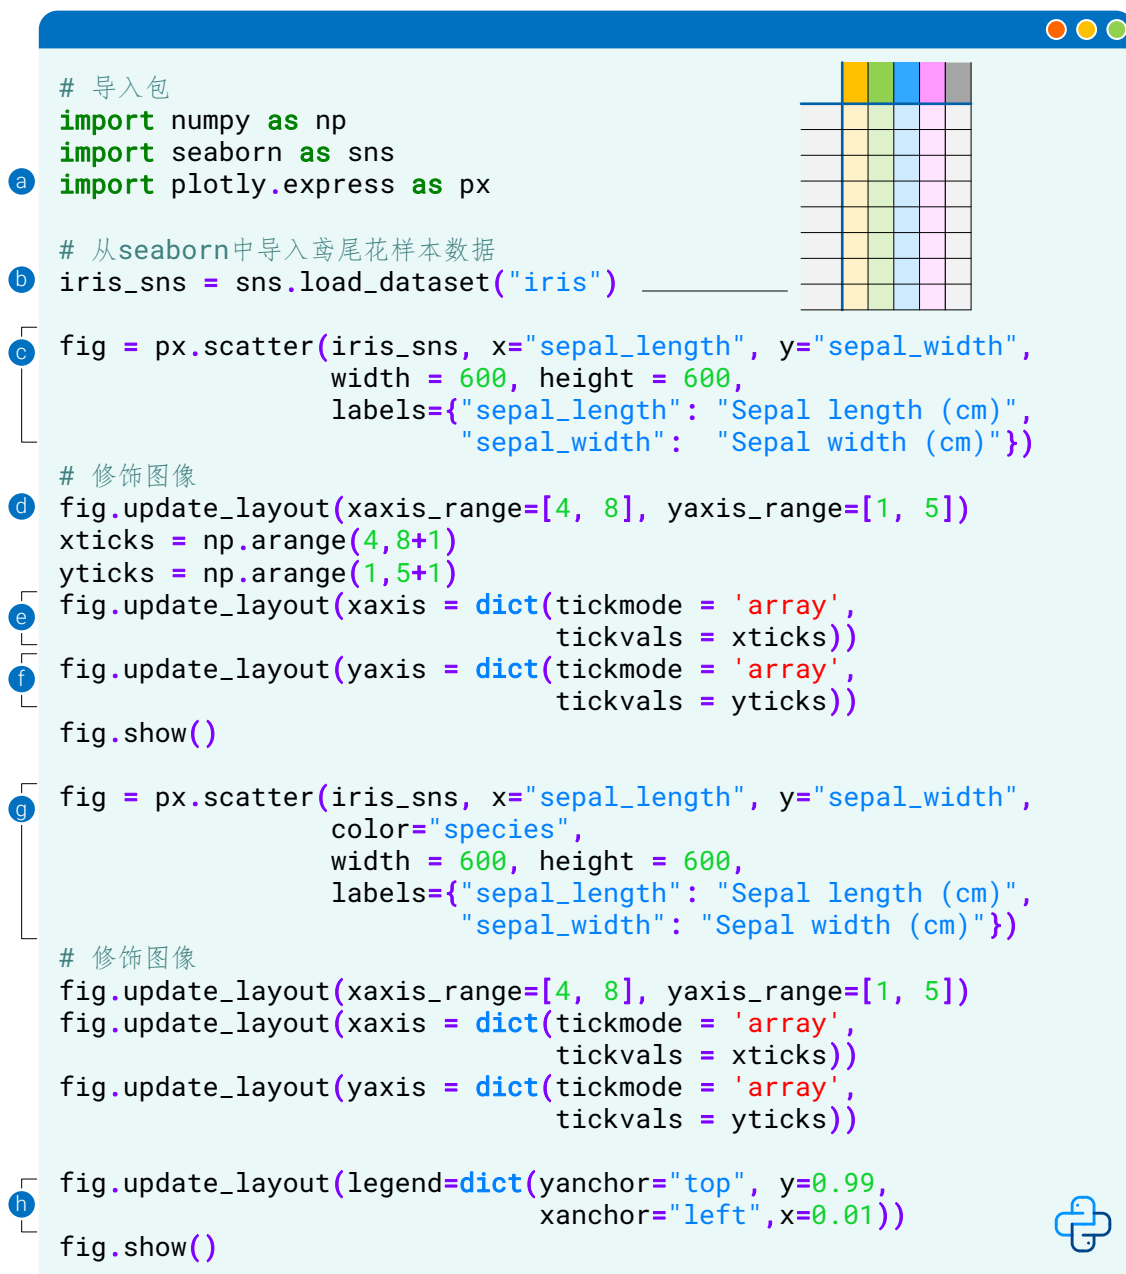 # 导入包
import numpy as np
import seaborn as sns
a import plotly.express as px
# 从seaborn中导入鸢尾花样本数据
b iris_sns = sns.load_dataset("iris")
c fig = px.scatter(iris_sns, x="sepal_length", y="sepal_width",
width = 600, height = 600,
labels={"sepal_length": "Sepal length (cm)",
"sepal_width":  "Sepal width (cm)"})
# 修饰图像
d fig.update_layout(xaxis_range=[4, 8], yaxis_range=[1, 5])
xticks = np.arange(4,8+1)
yticks = np.arange(1,5+1)
e fig.update_layout(xaxis = dict(tickmode = 'array',
tickvals = xticks))
f fig.update_layout(yaxis = dict(tickmode = 'array',
tickvals = yticks))
fig.show()
g fig = px.scatter(iris_sns, x="sepal_length", y="sepal_width",
color="species",
width = 600, height = 600,
labels={"sepal_length": "Sepal length (cm)",
"sepal_width": "Sepal width (cm)"})
# 修饰图像
fig.update_layout(xaxis_range=[4, 8], yaxis_range=[1, 5])
fig.update_layout(xaxis = dict(tickmode = 'array',
tickvals = xticks))
fig.update_layout(yaxis = dict(tickmode = 'array',
tickvals = yticks))
h fig.update_layout(legend=dict(yanchor="top", y=0.99,
xanchor="left",x=0.01))
fig.show()